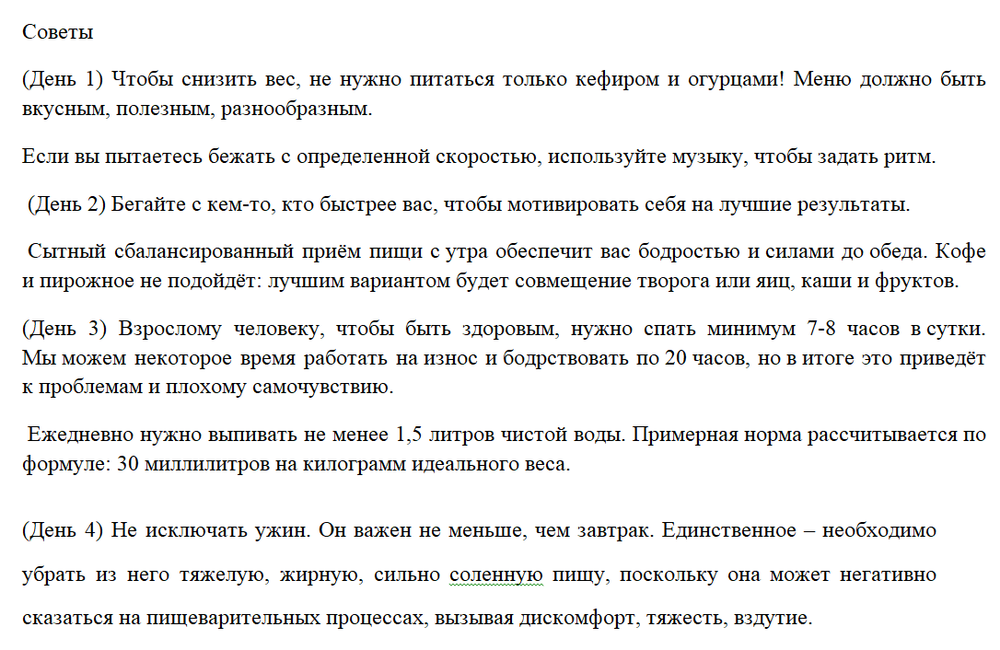 Советы
(День 1) Чтобы снизить вес, не нужно питаться только кефиром и огурцами! Меню должно быть
вкусным, полезным, разнообразным.
Если вы пытаетесь бежать с определенной скоростью, используйте музыку, чтобы задать ритм.
(День 2) Бегайте с кем-то, кто быстрее вас, чтобы мотивировать себя на лучшие результаты.
Сытный сбалансированный приём пищи с утра обеспечит вас бодростью и силами до обеда. Кофе
и пирожное не подойдёт: лучшим вариантом будет совмещение творога или яиц, каши и фруктов.
(День 3) Взрослому человеку, чтобы быть здоровым, нужно спать минимум 7-8 часов в сутки.
Мы можем некоторое время работать на износ и бодрствовать по 20 часов, но в итоге это приведёт
к проблемам и плохому самочувствию.
Ежедневно нужно выпивать не менее 1,5 литров чистой воды. Примерная норма рассчитывается по
формуле: 30 миллилитров на килограмм идеального веса.
(День 4) Не исключать ужин. Он важен не меньше, чем завтрак. Единственное – необходимо
убрать из него тяжелую, жирную, сильно соленную пищу, поскольку она может негативно
сказаться на пищеварительных процессах, вызывая дискомфорт, тяжесть, вздутие.